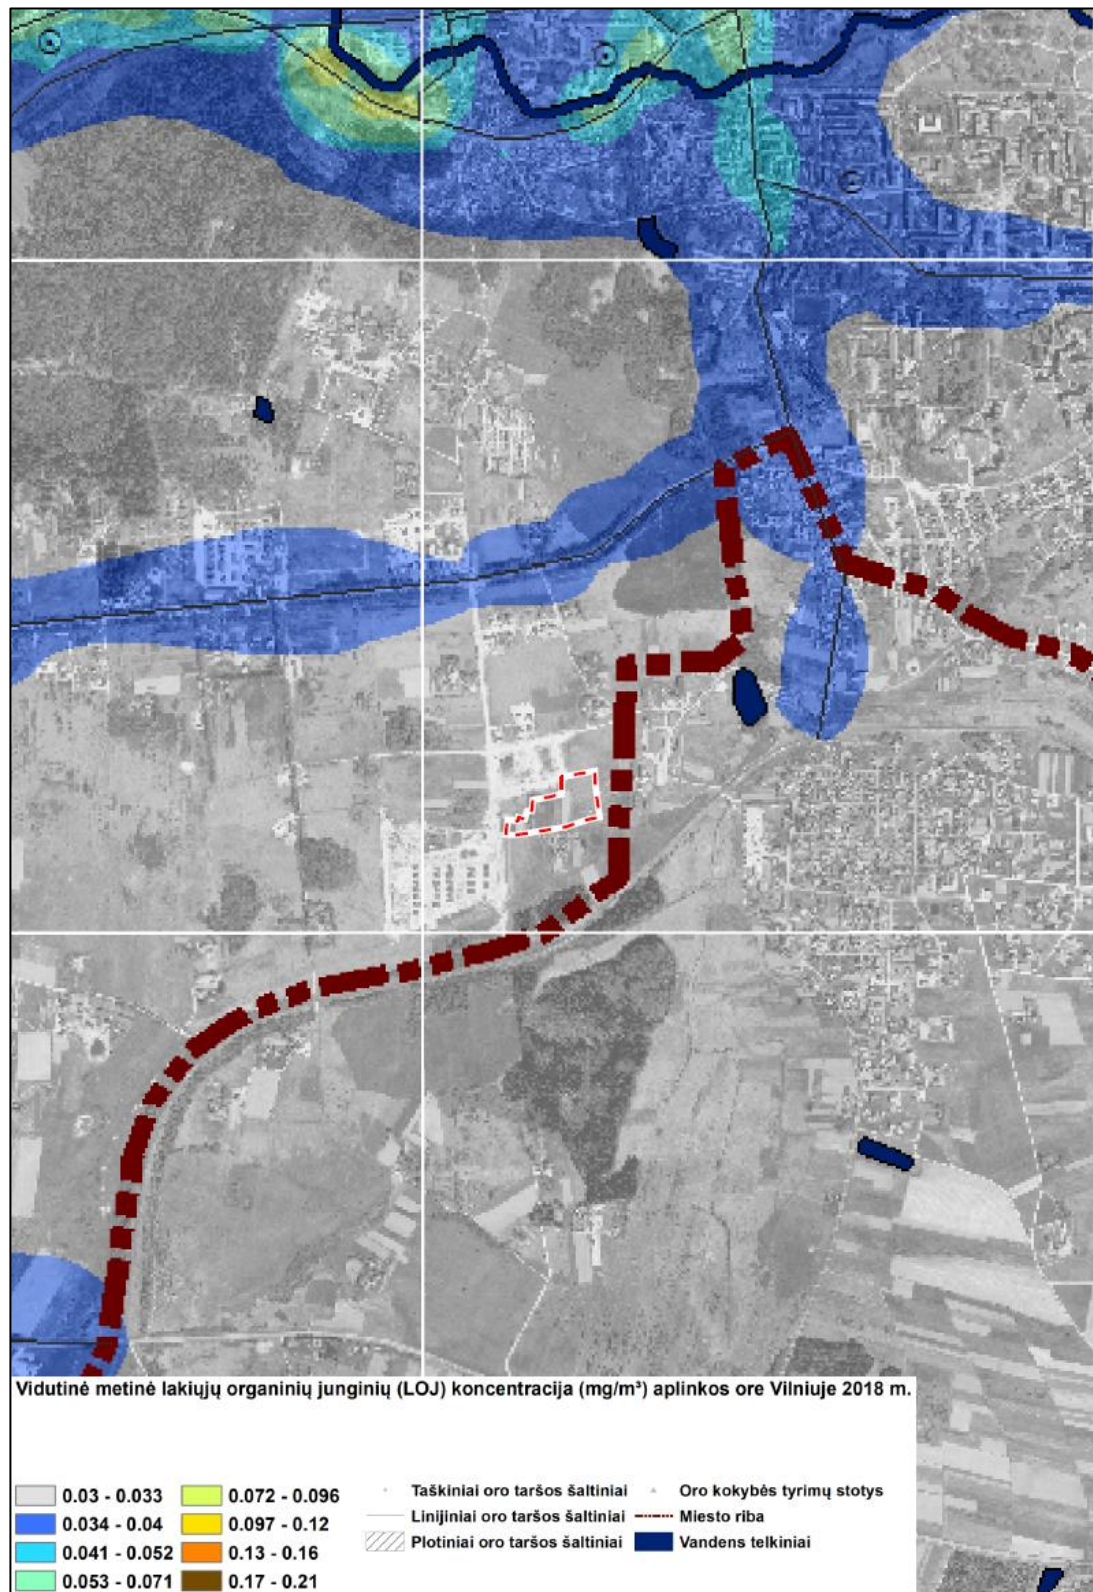 Vidutinė metinė lakiųjų organinių junginių (LOJ) koncentracija (mg/m³) aplinkos ore Vilniuje 2018 m.
0.03 - 0.033
0.034 - 0.04
0.041 - 0.052
0.053 - 0.071
0.072 - 0.096
0.097 - 0.12
0.13 - 0.16
0.17 - 0.21
Taškiniai oro taršos šaltiniai
Linijiniai oro taršos šaltiniai
Plotiniai oro taršos šaltiniai
Oro kokybės tyrimų stotys
Miesto riba
Vandens telkiniai